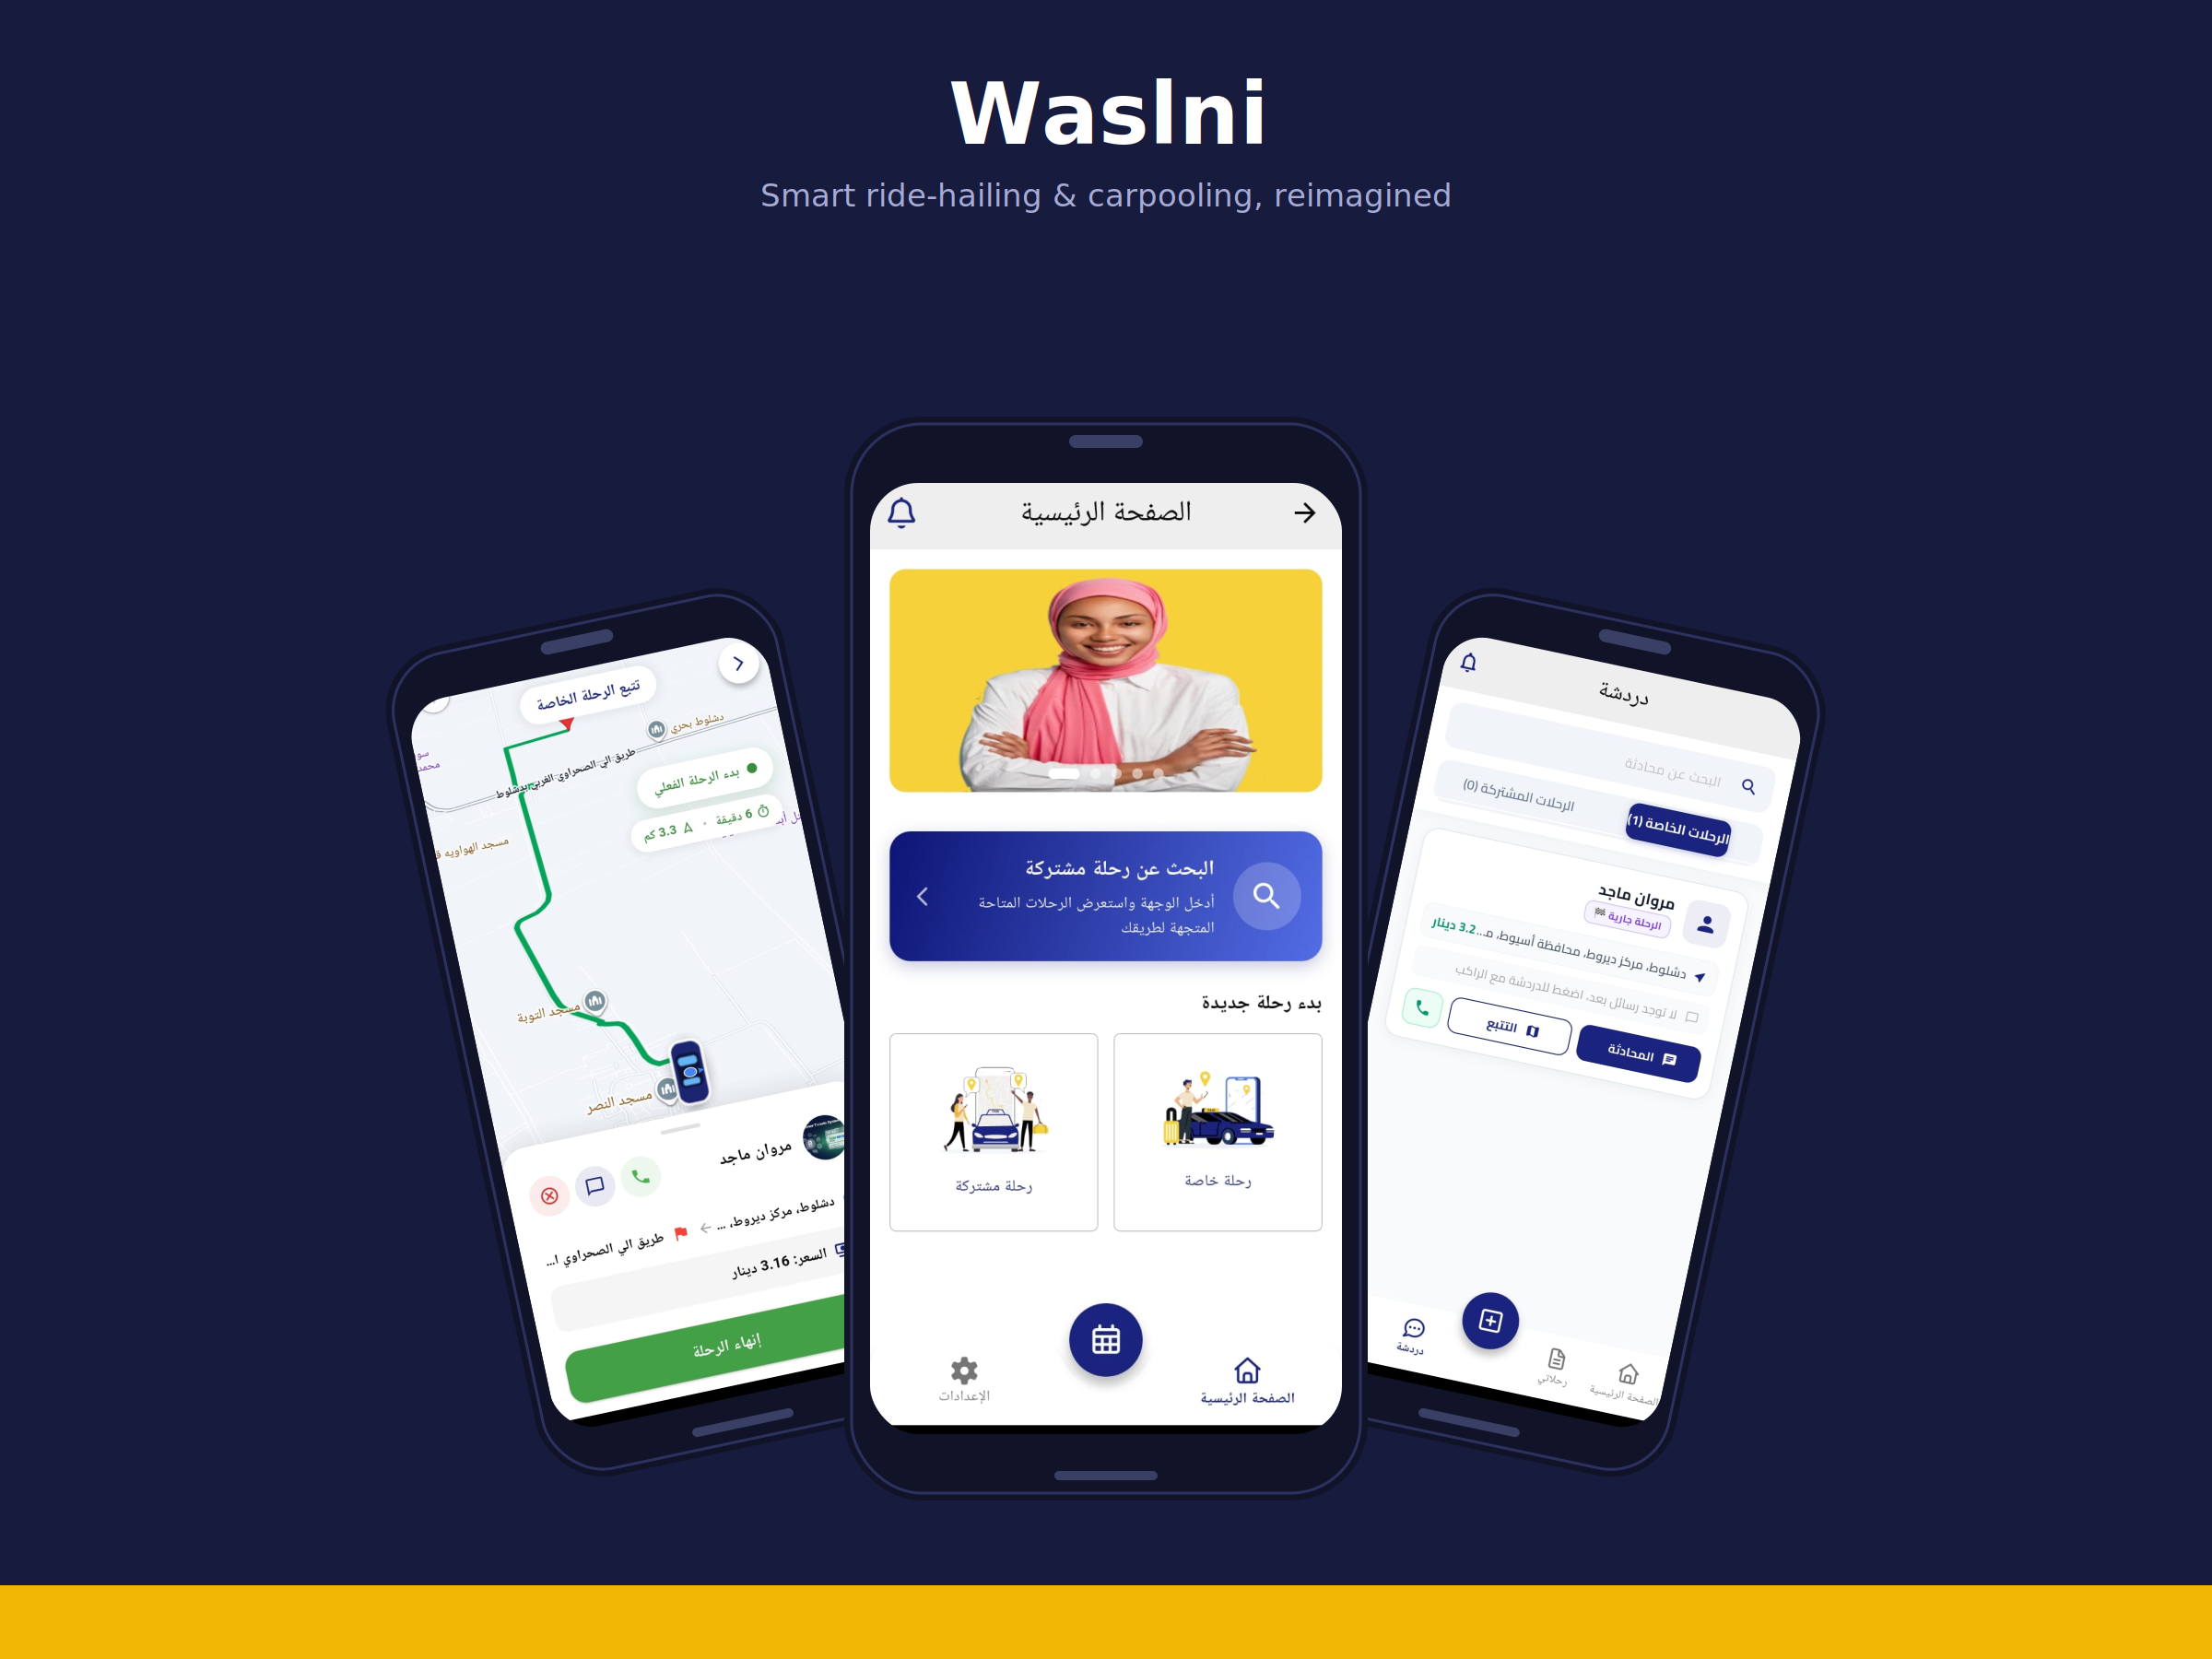 Waslni
Smart ride-hailing & carpooling, reimagined
الصفحة الرئيسية
البحث عن رحلة مشتركة
أدخل الوجهة واستعرض الرحلات المتاحة
المتجهة لطريقك
بدء رحلة جديدة
رحلة خاصة
رحلة مشتركة
الصفحة الرئيسية
الإعدادات
تتبع الرحلة الخاصة
دشلوط بحري
سو
محمد
طريق الي الصحراوي الغربي بدشلوط
بدء الرحلة الفعلي
6 دقيقة • 3.3 كم
مسجد الهواويه
مسجد التوبة
مسجد النصر
مروان ماجد
دشلوط، مركز ديروط، ...
طريق الي الصحراوي ا...
السعر: 3.16 دينار
إنهاء الرحلة
دردشة
البحث عن محادثة
الرحلات الخاصة (1)
الرحلات المشتركة (0)
مروان ماجد
الرحلة جارية
دشلوط، مركز ديروط، محافظة أسيوط، مـ...
3.2 دينار
لا توجد رسائل بعد. اضغط للدردشة مع الراكب
المحادثة
التتبع
الصفحة الرئيسية
رحلاتي
دردشة